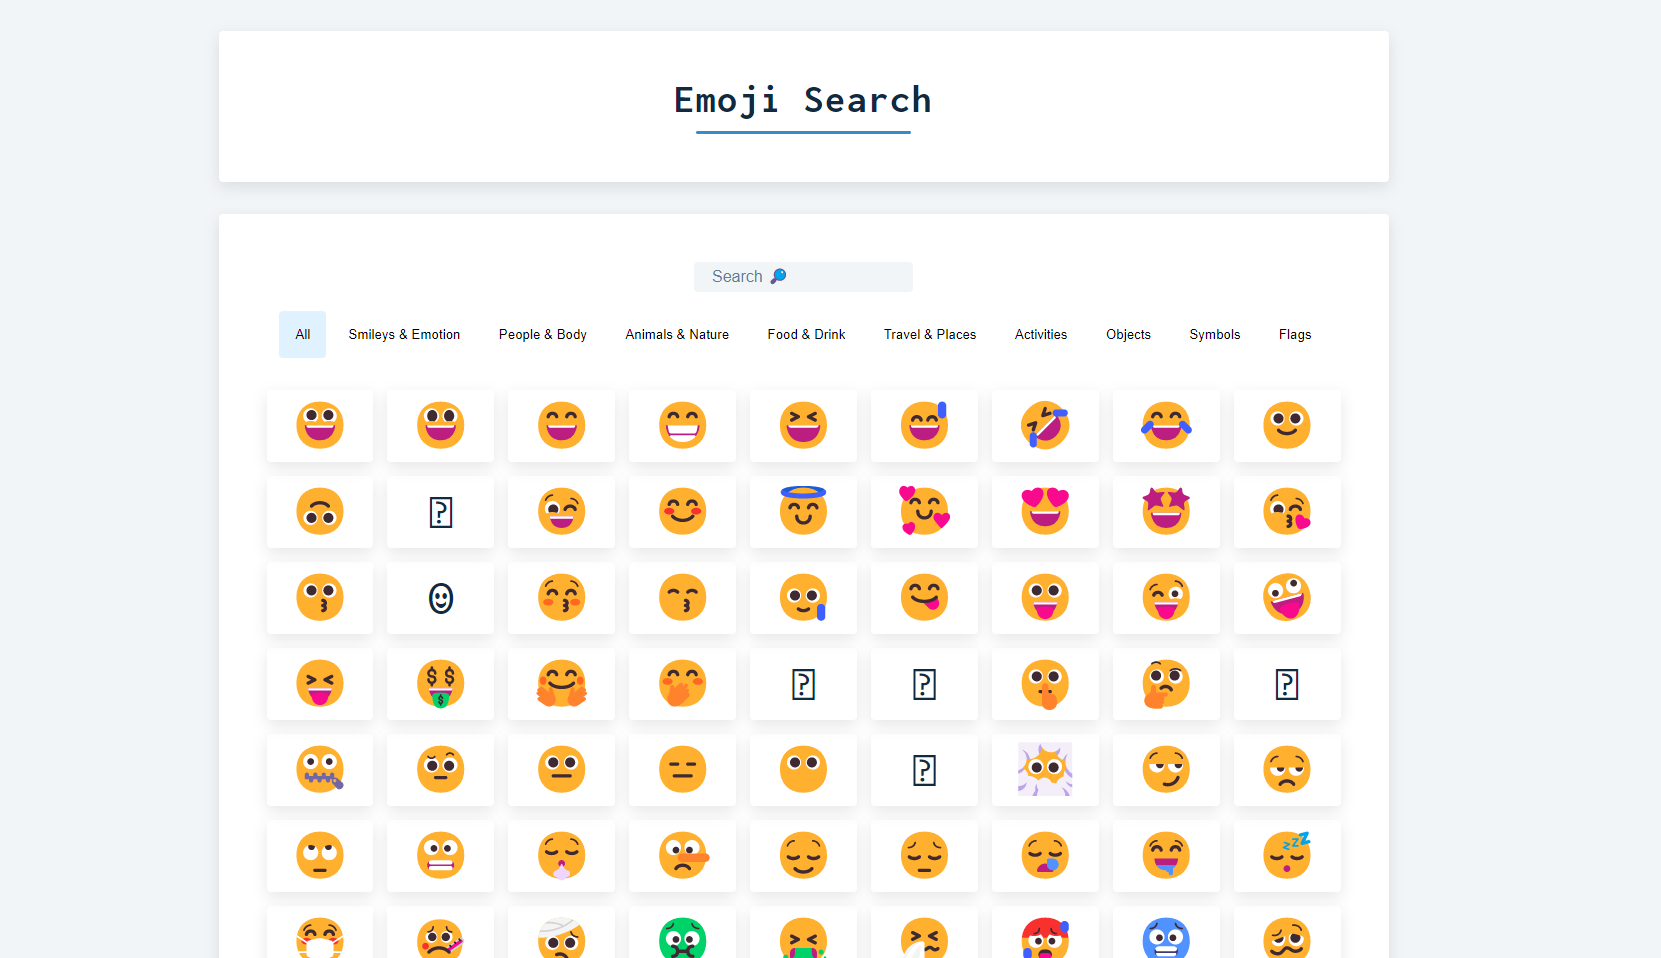 Emoji Search
Search 🔎
All Smileys & Emotion People & Body Animals & Nature Food & Drink Travel & Places Activities Objects Symbols Flags